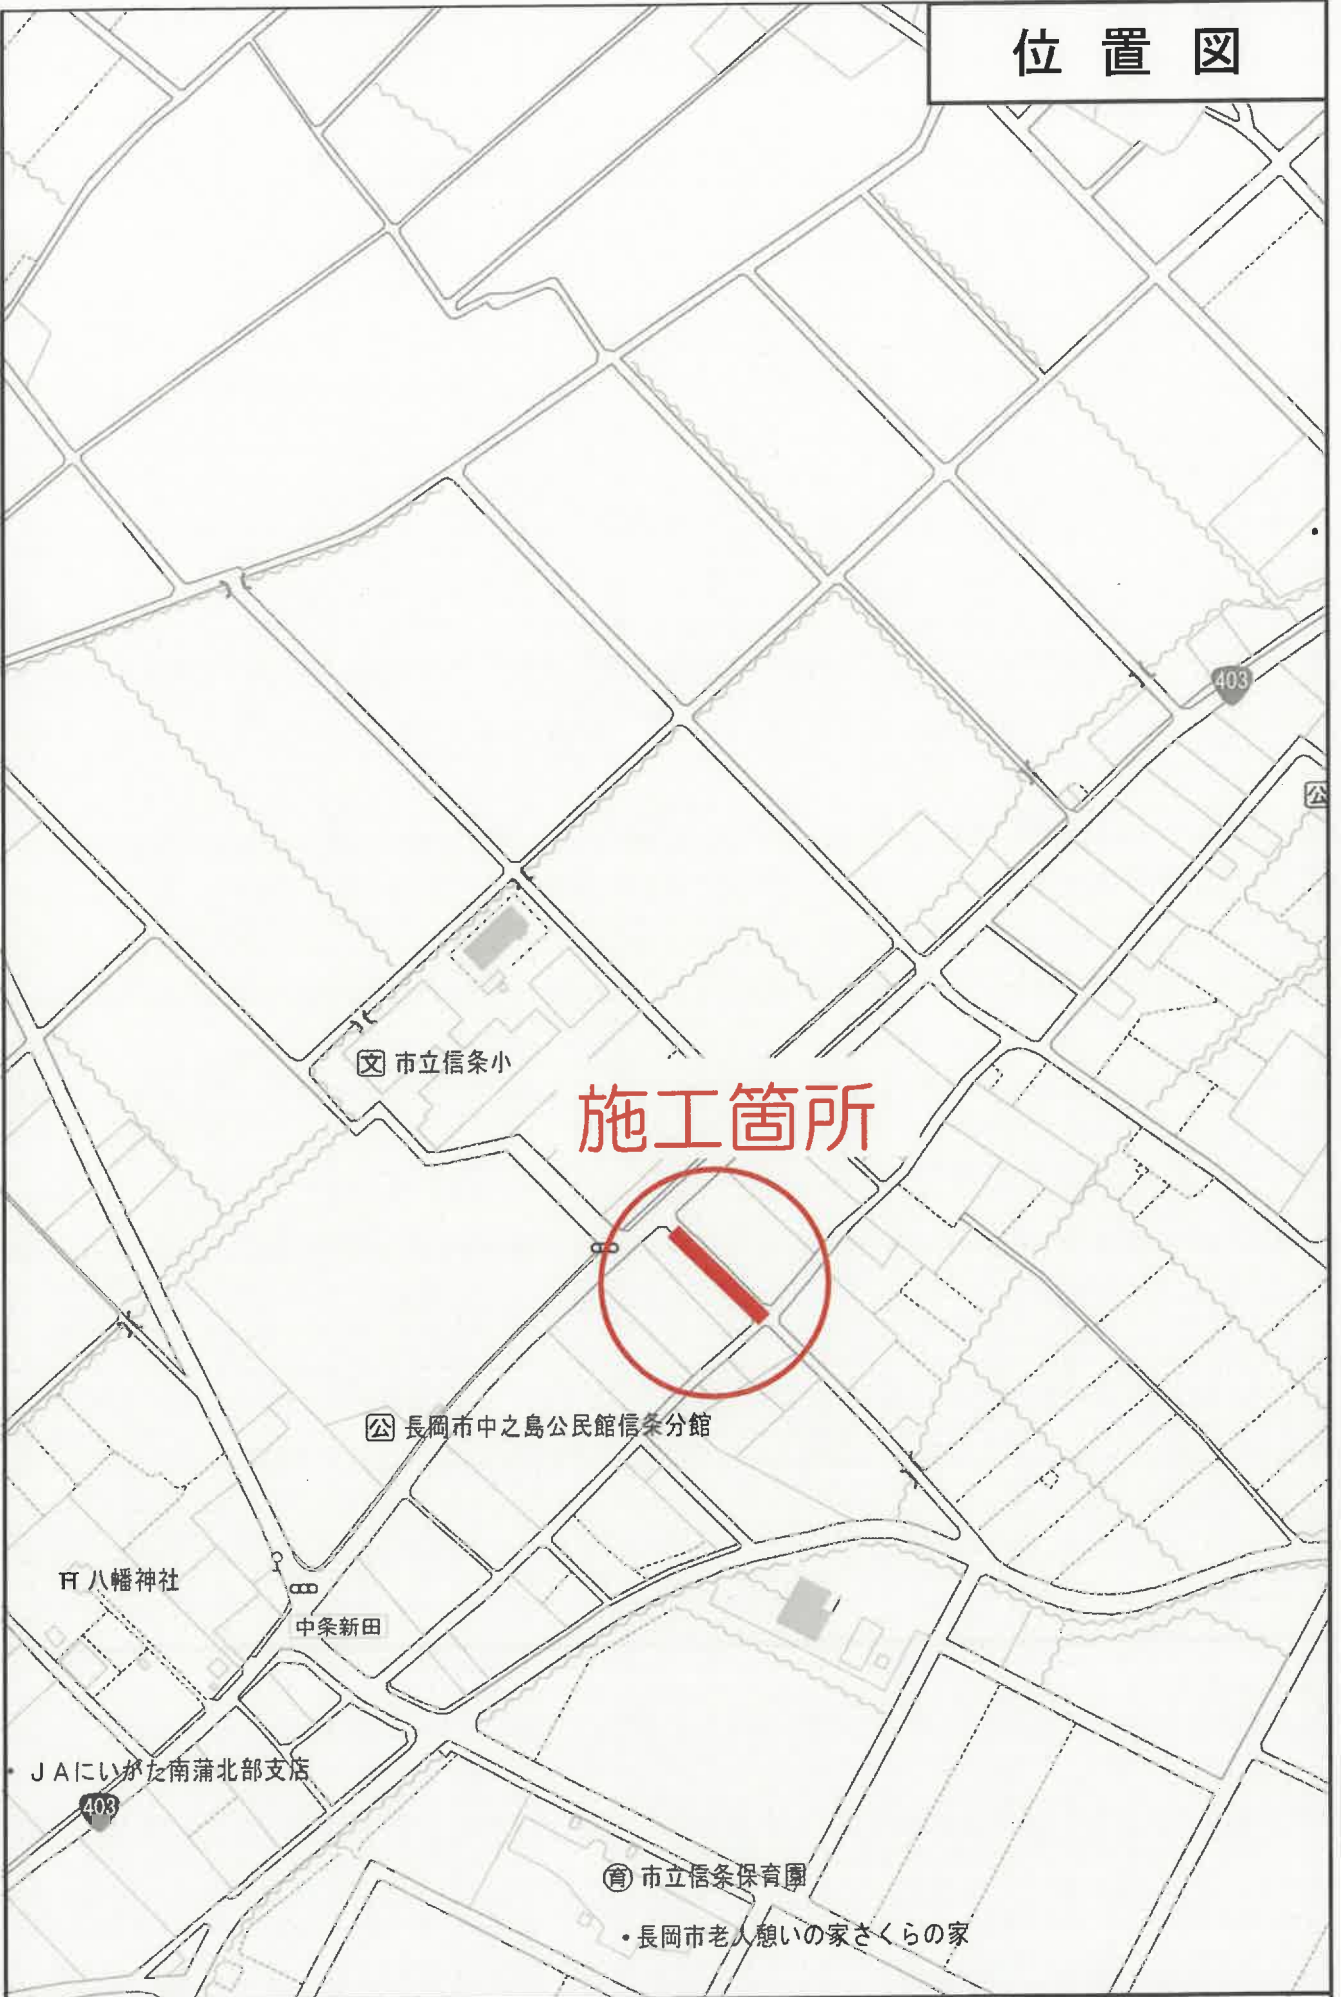 位置図
403
公
文 市立信条小
施工箇所
公 長岡市中之島公民館信条分館
八幡神社
中条新田
・ＪＡにいがた南蒲北部支店
403
育 市立信条保育園
・長岡市老人憩いの家さくらの家